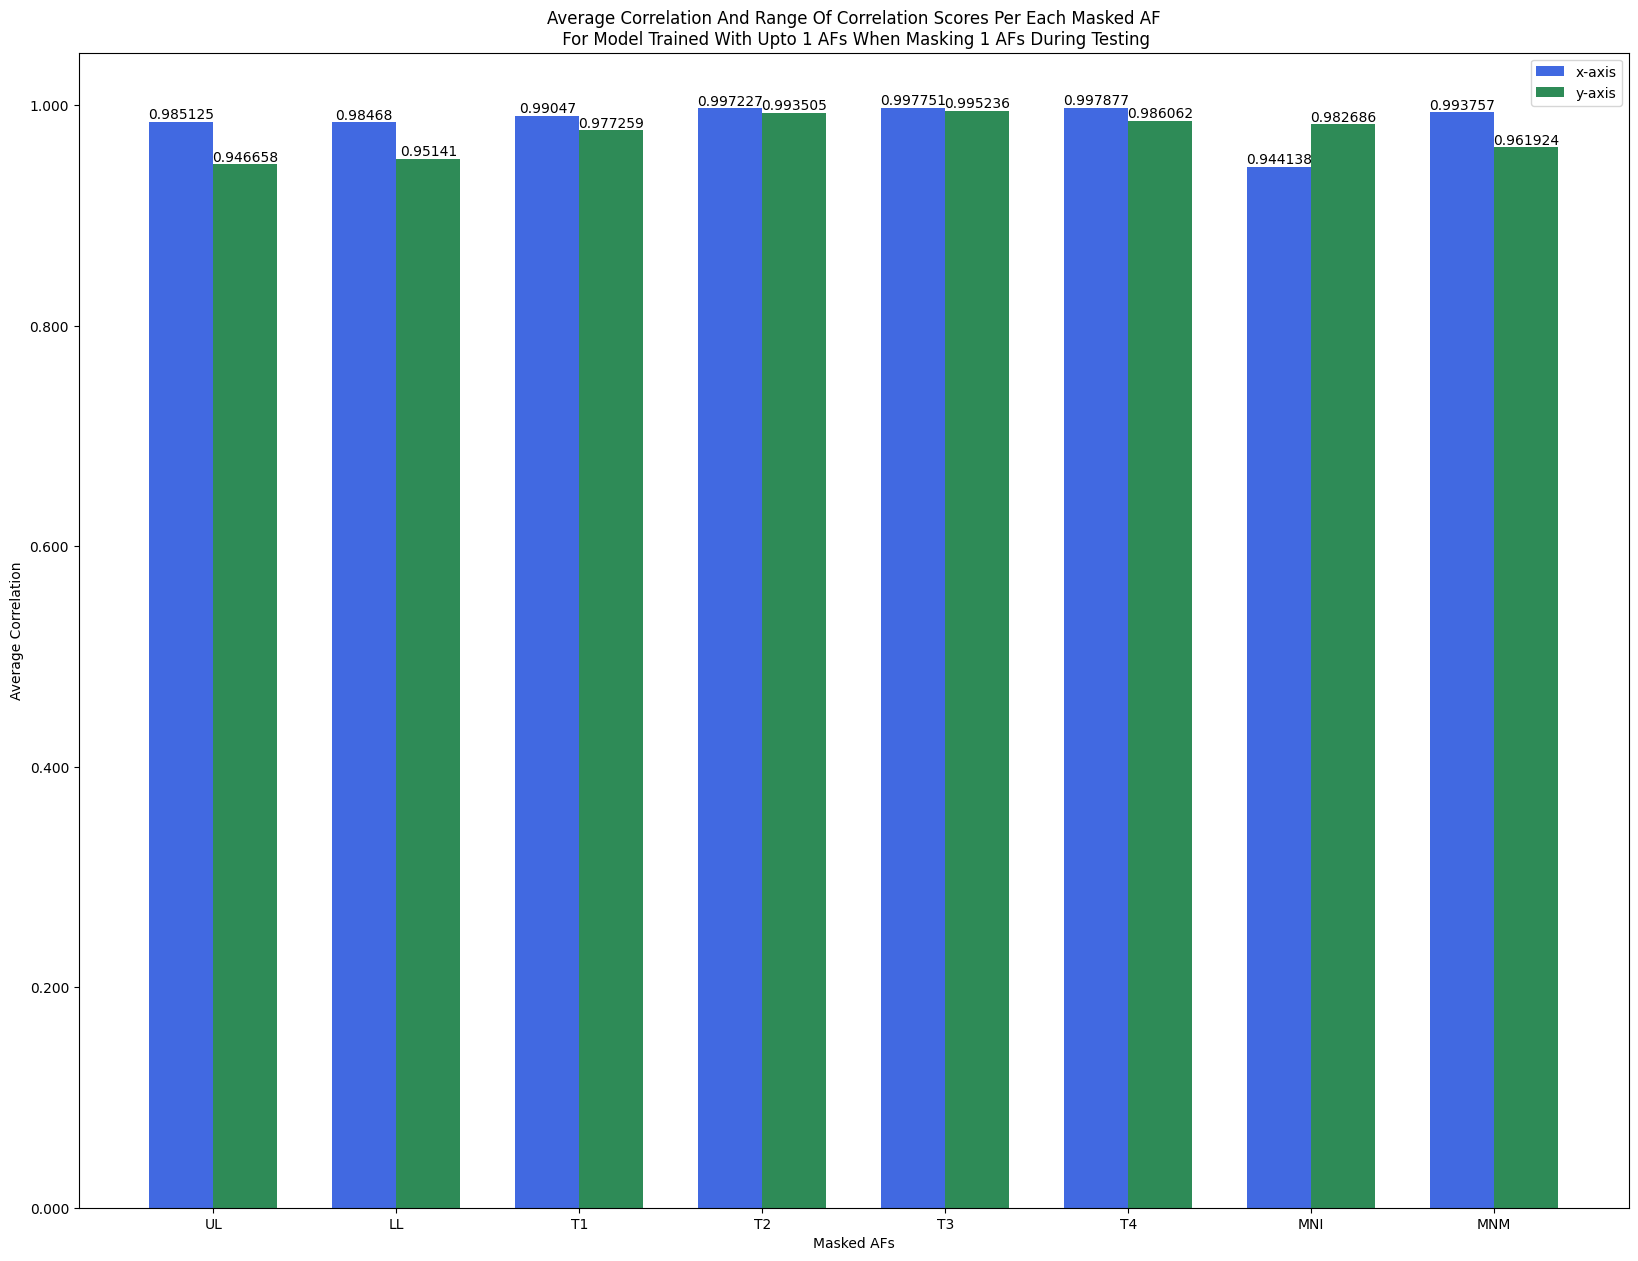 Average Correlation And Range Of Correlation Scores Per Each Masked AF
For Model Trained With Upto 1 AFs When Masking 1 AFs During Testing
x-axis
y-axis
1.000
0.800
0.600
0.400
0.200
0.000
Average Correlation
0.985125
0.946658
0.98468
0.95141
0.99047
0.977259
0.997227
0.993505
0.997751
0.995236
0.997877
0.986062
0.944138
0.982686
0.993757
0.961924
UL
LL
T1
T2
T3
T4
MNI
MNM
Masked AFs